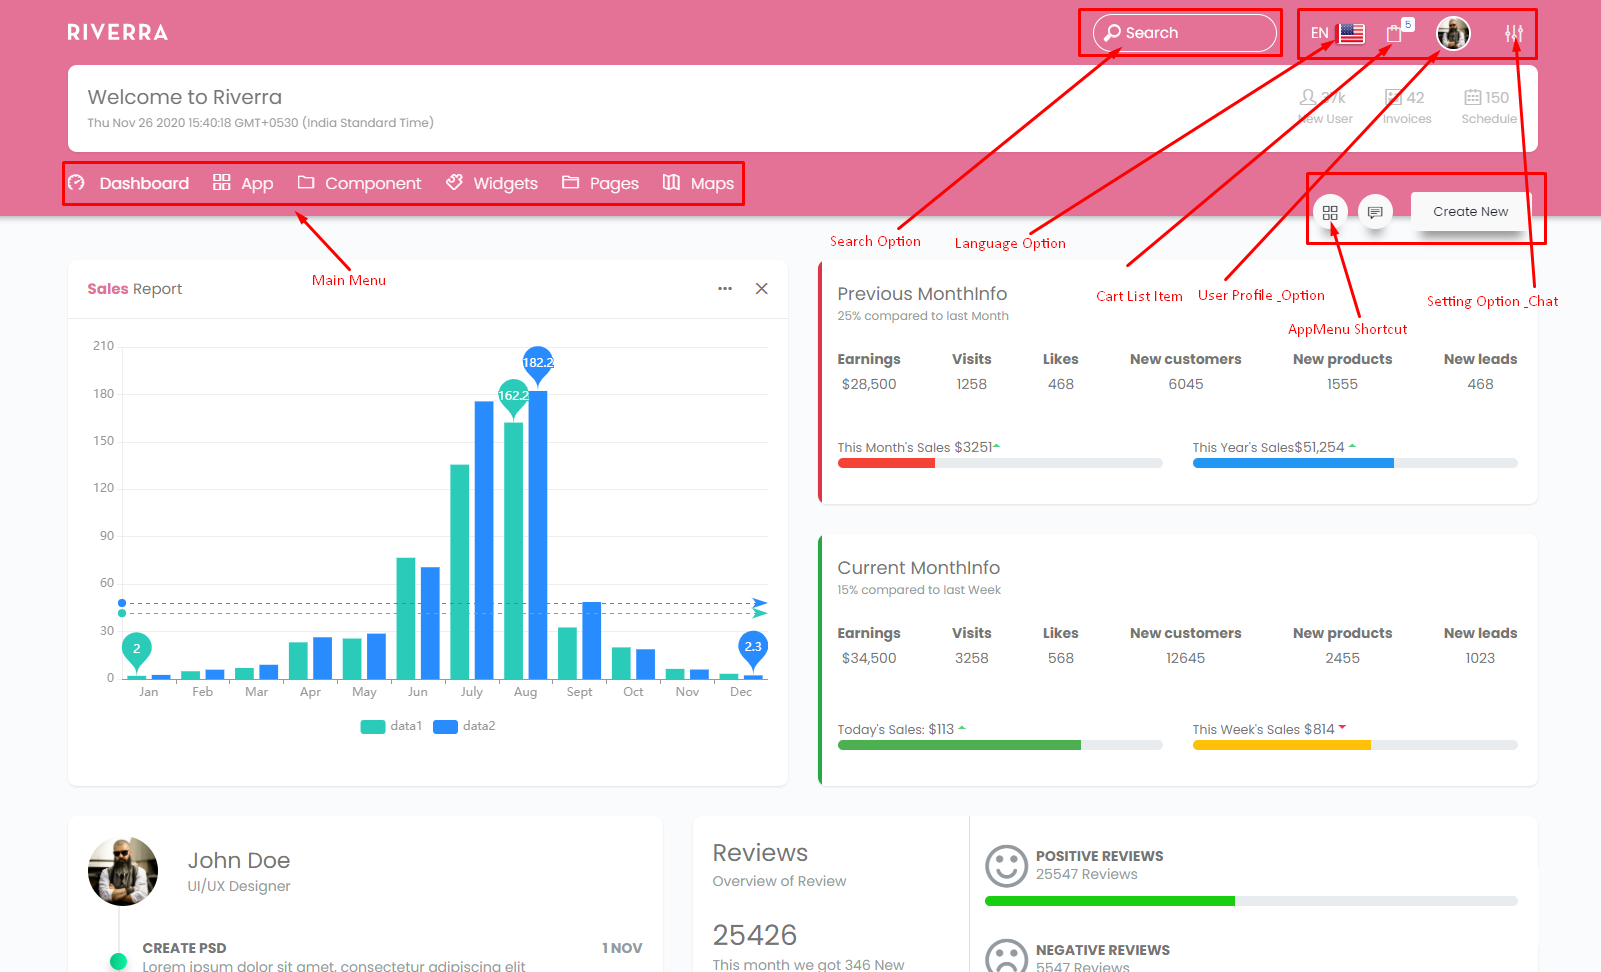 RIVERRA
Search
EN
5
Welcome to Riverra
Thu Nov 26 2020 15:40:18 GMT+0530 (India Standard Time)
37k
New User
42
Invoices
150
Schedule
Dashboard App Component Widgets Pages Maps
Create New
Search Option
Language Option
Main Menu
Cart List Item
User Profile _Option
Setting Option _Chat
AppMenu Shortcut
Sales Report
210
180
150
120
90
60
30
0
182.2
162.2
2
2.3
Jan Feb Mar Apr May Jun July Aug Sept Oct Nov Dec
data1 data2
Previous MonthInfo
25% compared to last Month
Earnings Visits Likes New customers New products New leads
$28,500 1258 468 6045 1555 468
This Month's Sales $3251
This Year's Sales$51,254
Current MonthInfo
15% compared to last Week
Earnings Visits Likes New customers New products New leads
$34,500 3258 568 12645 2455 1023
Today's Sales: $113
This Week's Sales $814
John Doe
UI/UX Designer
CREATE PSD
1 NOV
Lorem ipsum dolor sit amet, consectetur adipiscing elit
Reviews
Overview of Review
25426
This month we got 346 New
POSITIVE REVIEWS
25547 Reviews
NEGATIVE REVIEWS
5547 Reviews